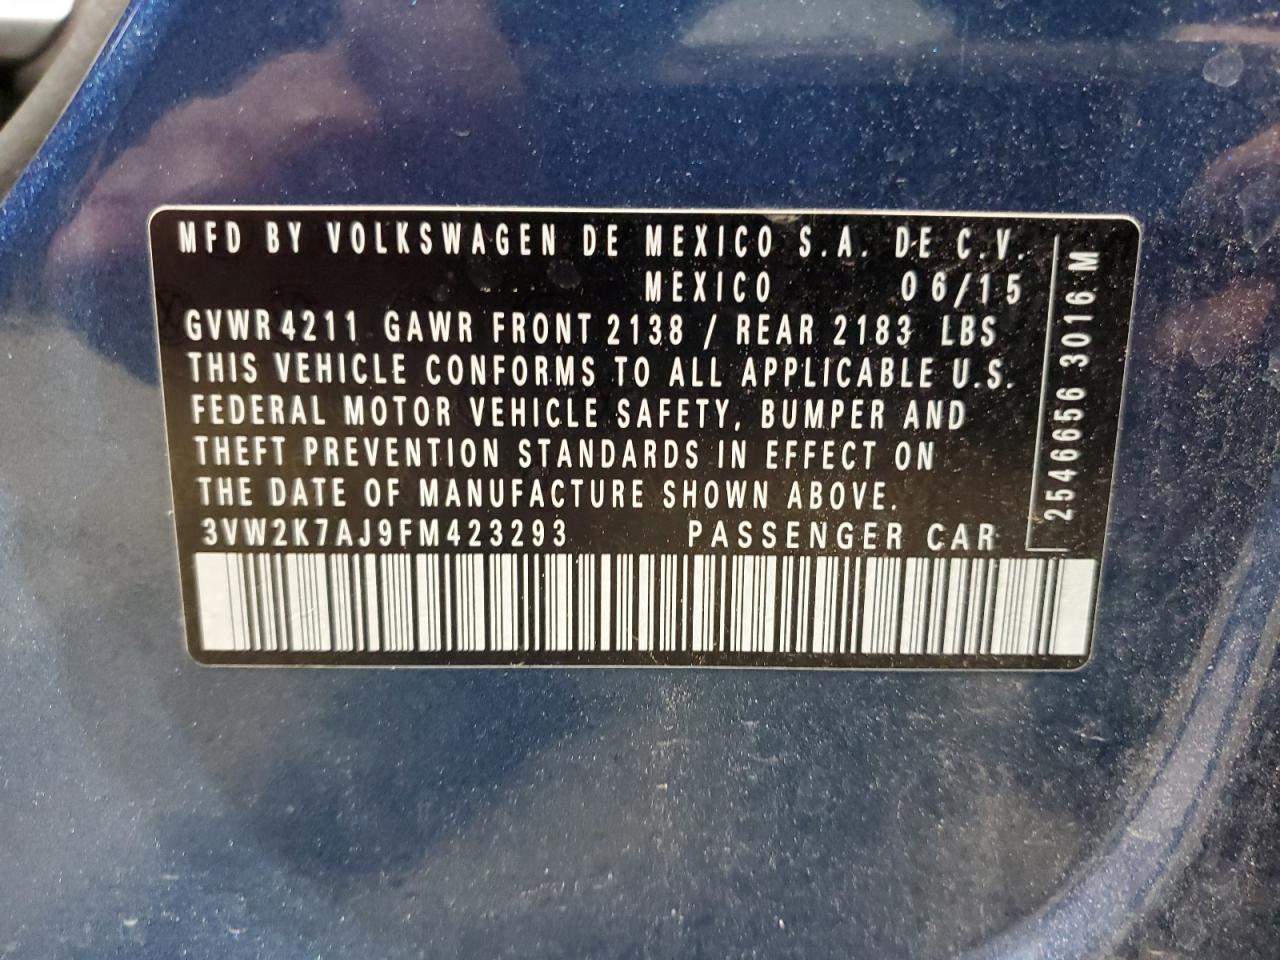 MFD BY VOLKSWAGEN DE MEXICO S.A. DE C.V.
MEXICO 06/15
GVWR 4211 GAWR FRONT 2138 / REAR 2183 LBS
THIS VEHICLE CONFORMS TO ALL APPLICABLE U.S.
FEDERAL MOTOR VEHICLE SAFETY, BUMPER AND
THEFT PREVENTION STANDARDS IN EFFECT ON
THE DATE OF MANUFACTURE SHOWN ABOVE.
3VW2K7AJ9FM423293 PASSENGER CAR
2546656 3016 M